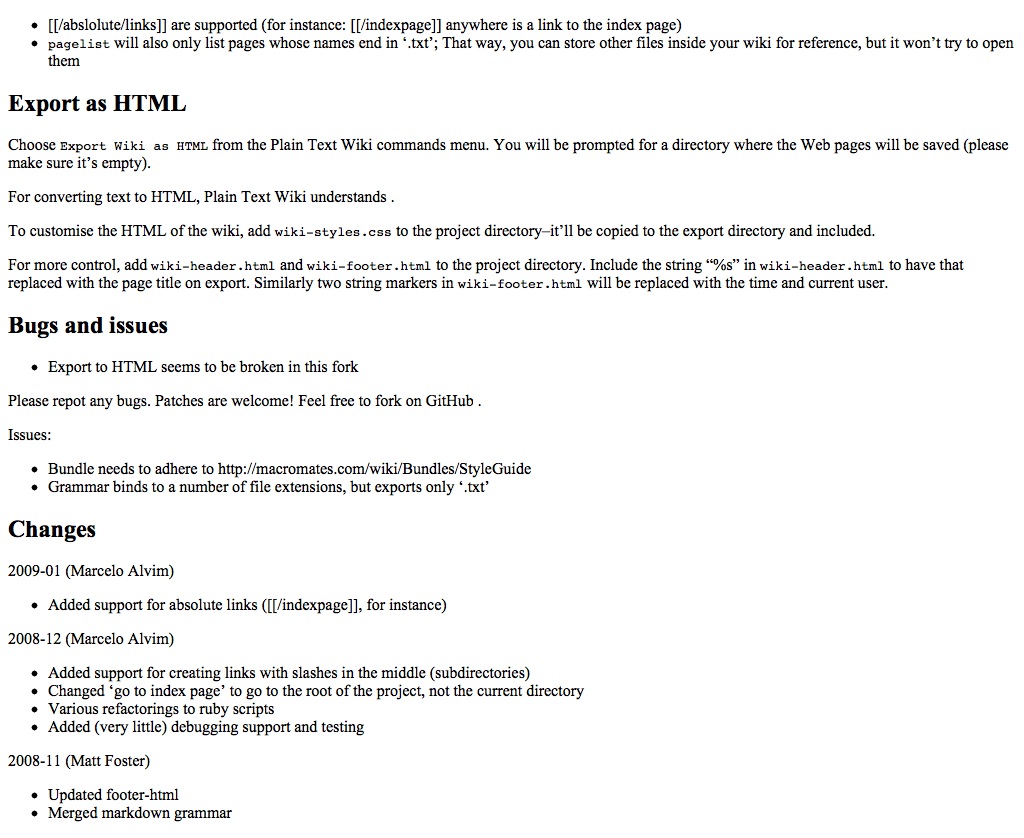 • [[/abslolute/links]] are supported (for instance: [[/indexpage]] anywhere is a link to the index page)
• pagelist will also only list pages whose names end in ‘.txt’; That way, you can store other files inside your wiki for reference, but it won’t try to open
them
Export as HTML
Choose Export Wiki as HTML from the Plain Text Wiki commands menu. You will be prompted for a directory where the Web pages will be saved (please
make sure it’s empty).
For converting text to HTML, Plain Text Wiki understands .
To customise the HTML of the wiki, add wiki-styles.css to the project directory–it’ll be copied to the export directory and included.
For more control, add wiki-header.html and wiki-footer.html to the project directory. Include the string “%s” in wiki-header.html to have that
replaced with the page title on export. Similarly two string markers in wiki-footer.html will be replaced with the time and current user.
Bugs and issues
• Export to HTML seems to be broken in this fork
Please repot any bugs. Patches are welcome! Feel free to fork on GitHub .
Issues:
• Bundle needs to adhere to http://macromates.com/wiki/Bundles/StyleGuide
• Grammar binds to a number of file extensions, but exports only ‘.txt’
Changes
2009-01 (Marcelo Alvim)
• Added support for absolute links ([[/indexpage]], for instance)
2008-12 (Marcelo Alvim)
• Added support for creating links with slashes in the middle (subdirectories)
• Changed ‘go to index page’ to go to the root of the project, not the current directory
• Various refactorings to ruby scripts
• Added (very little) debugging support and testing
2008-11 (Matt Foster)
• Updated footer-html
• Merged markdown grammar